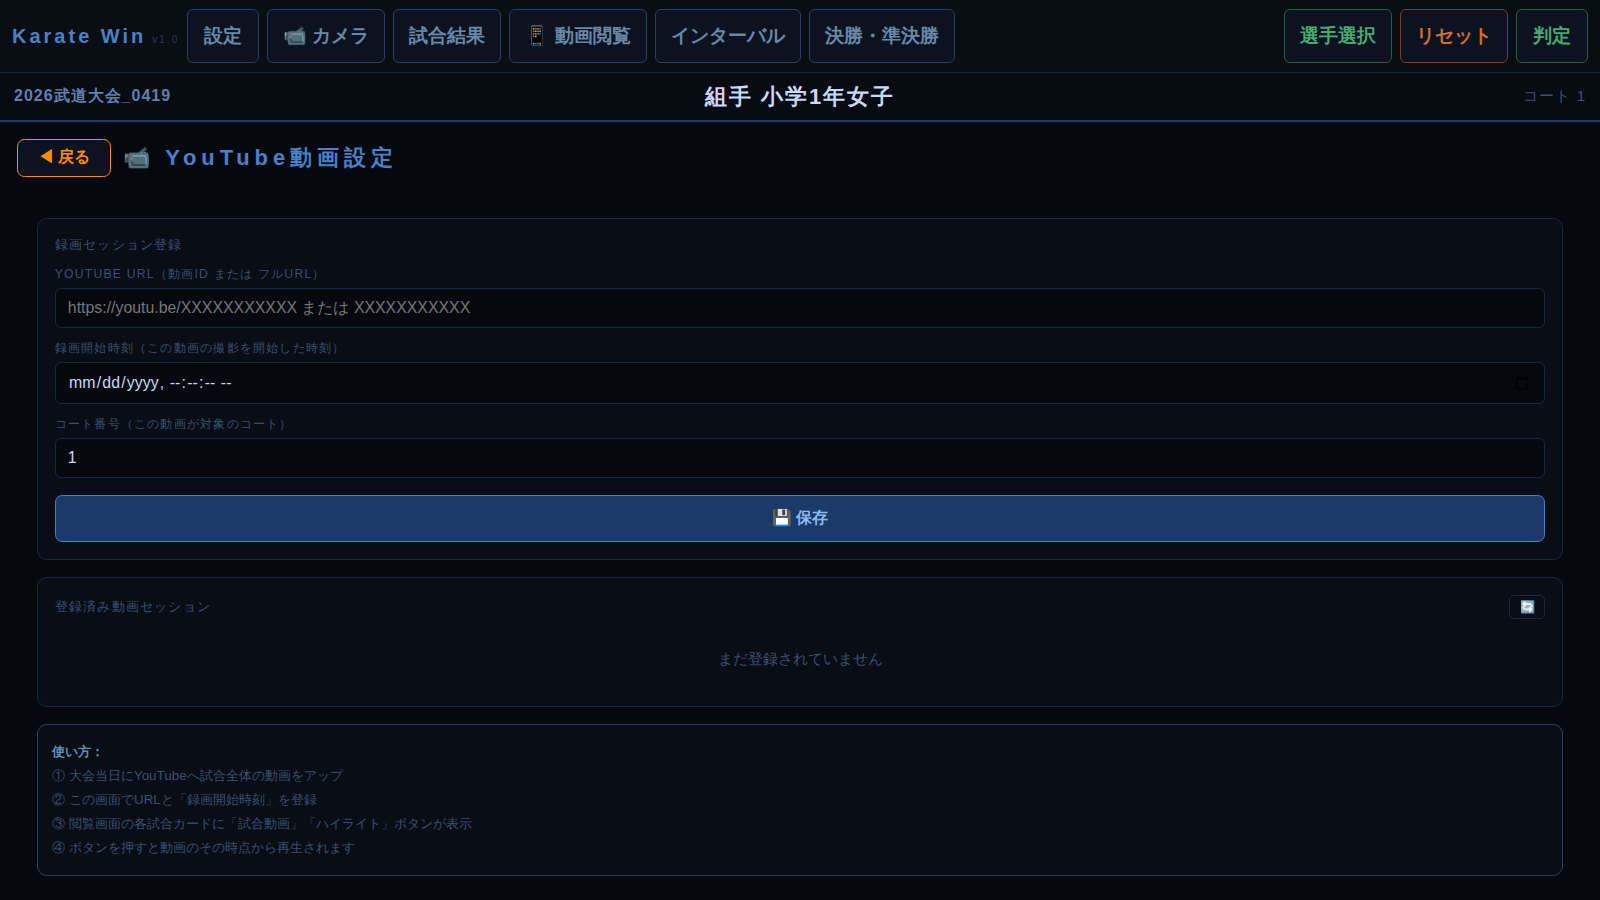 Karate Win v1.0
設定
📹 カメラ
試合結果
📱 動画閲覧
インターバル
決勝・準決勝
選手選択
リセット
判定
2026武道大会_0419
組手 小学1年女子
コート 1
◀ 戻る
📹 YouTube動画設定
録画セッション登録
YOUTUBE URL（動画ID または フルURL）
https://youtu.be/XXXXXXXXXXX または XXXXXXXXXXX
録画開始時刻（この動画の撮影を開始した時刻）
mm/dd/yyyy, --:--:-- --
コート番号（この動画が対象のコート）
1
💾 保存
登録済み動画セッション
🔄
まだ登録されていません
使い方：
① 大会当日にYouTubeへ試合全体の動画をアップ
② この画面でURLと「録画開始時刻」を登録
③ 閲覧画面の各試合カードに「試合動画」「ハイライト」ボタンが表示
④ ボタンを押すと動画のその時点から再生されます